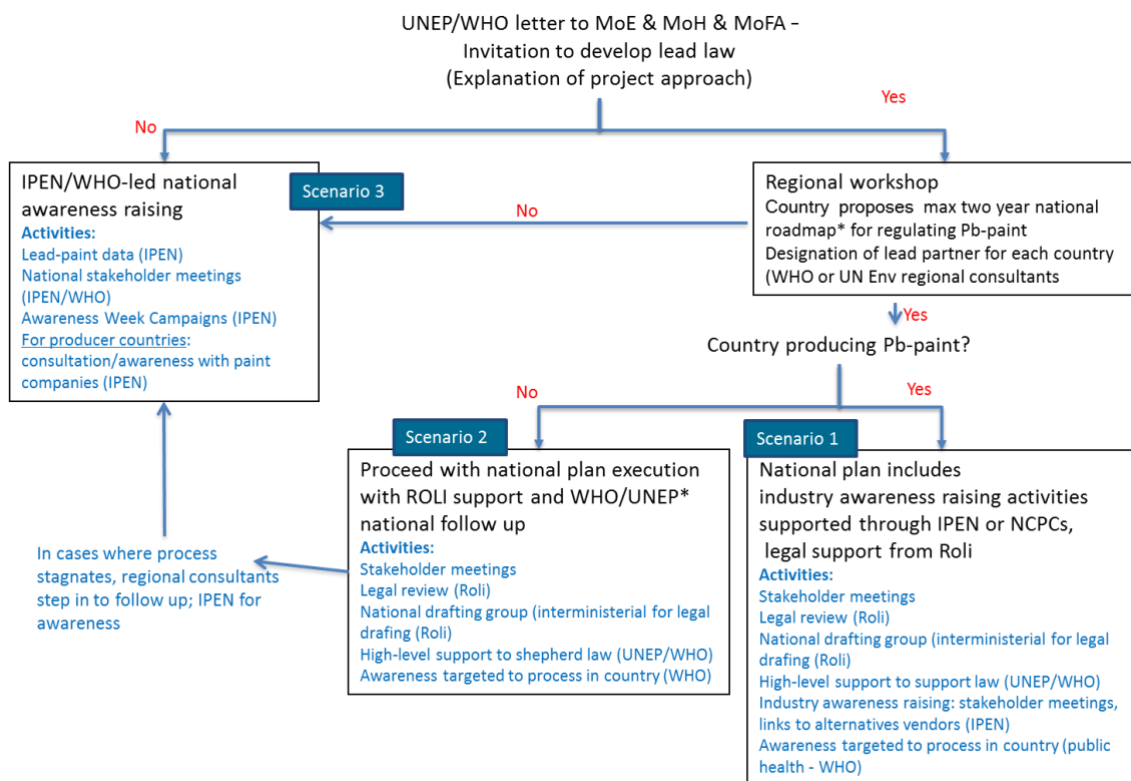 UNEP/WHO letter to MoE & MoH & MoFA –
Invitation to develop lead law
(Explanation of project approach)
No
Yes
IPEN/WHO-led national
awareness raising
Activities:
Lead-paint data (IPEN)
National stakeholder meetings
(IPEN/WHO)
Awareness Week Campaigns (IPEN)
For producer countries:
consultation/awareness with paint
companies (IPEN)
Scenario 3
No
Regional workshop
Country proposes max two year national
roadmap* for regulating Pb-paint
Designation of lead partner for each country
(WHO or UN Env regional consultants
Yes
Country producing Pb-paint?
No
Yes
Scenario 2
Proceed with national plan execution
with ROLI support and WHO/UNEP*
national follow up
Activities:
Stakeholder meetings
Legal review (Roli)
National drafting group (interministerial for legal
drafing (Roli)
High-level support to shepherd law (UNEP/WHO)
Awareness targeted to process in country (WHO)
Scenario 1
National plan includes
industry awareness raising activities
supported through IPEN or NCPCs,
legal support from Roli
Activities:
Stakeholder meetings
Legal review (Roli)
National drafting group (interministerial for legal
drafing (Roli)
High-level support to support law (UNEP/WHO)
Industry awareness raising: stakeholder meetings,
links to alternatives vendors (IPEN)
Awareness targeted to process in country (public
health - WHO)
In cases where process
stagnates, regional consultants
step in to follow up; IPEN for
awareness